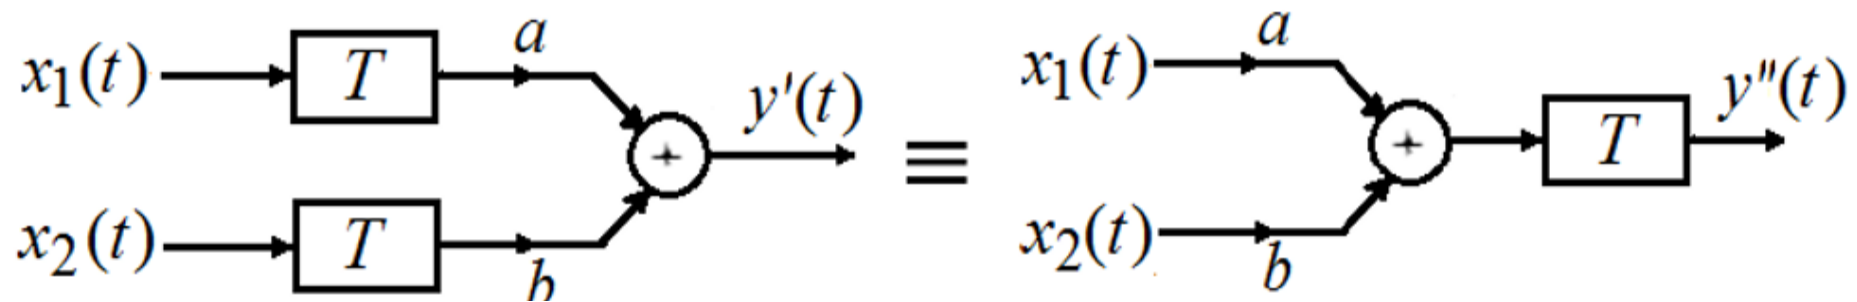 x₁(t) T a y'(t) ≡ x₁(t) a T y''(t)
x₂(t) T b x₂(t) b
+ +